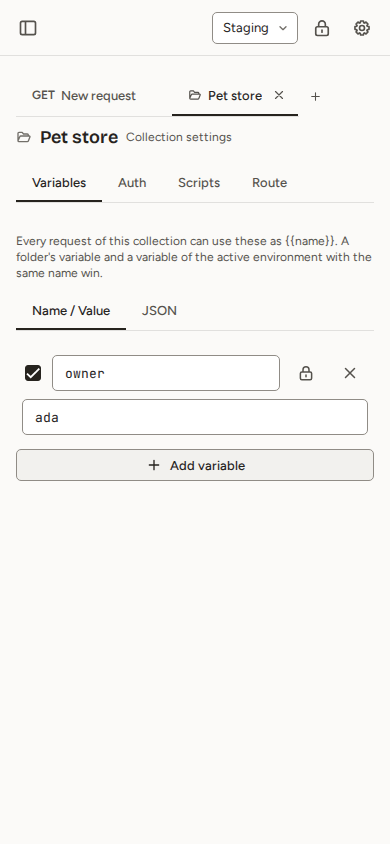 Staging
GET New request
Pet store
Pet store Collection settings
Variables Auth Scripts Route
Every request of this collection can use these as {{name}}. A
folder's variable and a variable of the active environment with the
same name win.
Name / Value JSON
owner
ada
Add variable